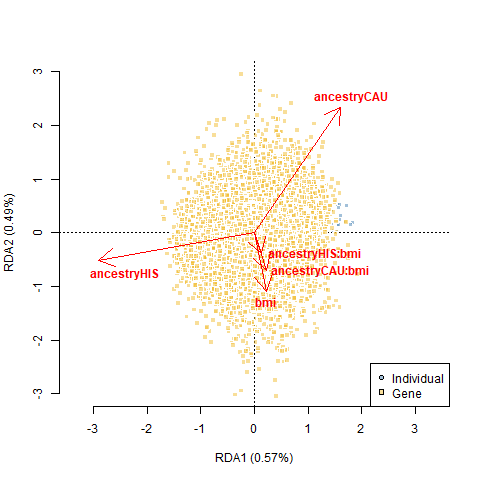 3
2
1
0
-1
-2
-3
RDA2 (0.49%)
ancestryCAU
ancestryHIS:bmi
ancestryCAU:bmi
ancestryHIS
bmi
Individual
Gene
-3 -2 -1 0 1 2 3
RDA1 (0.57%)